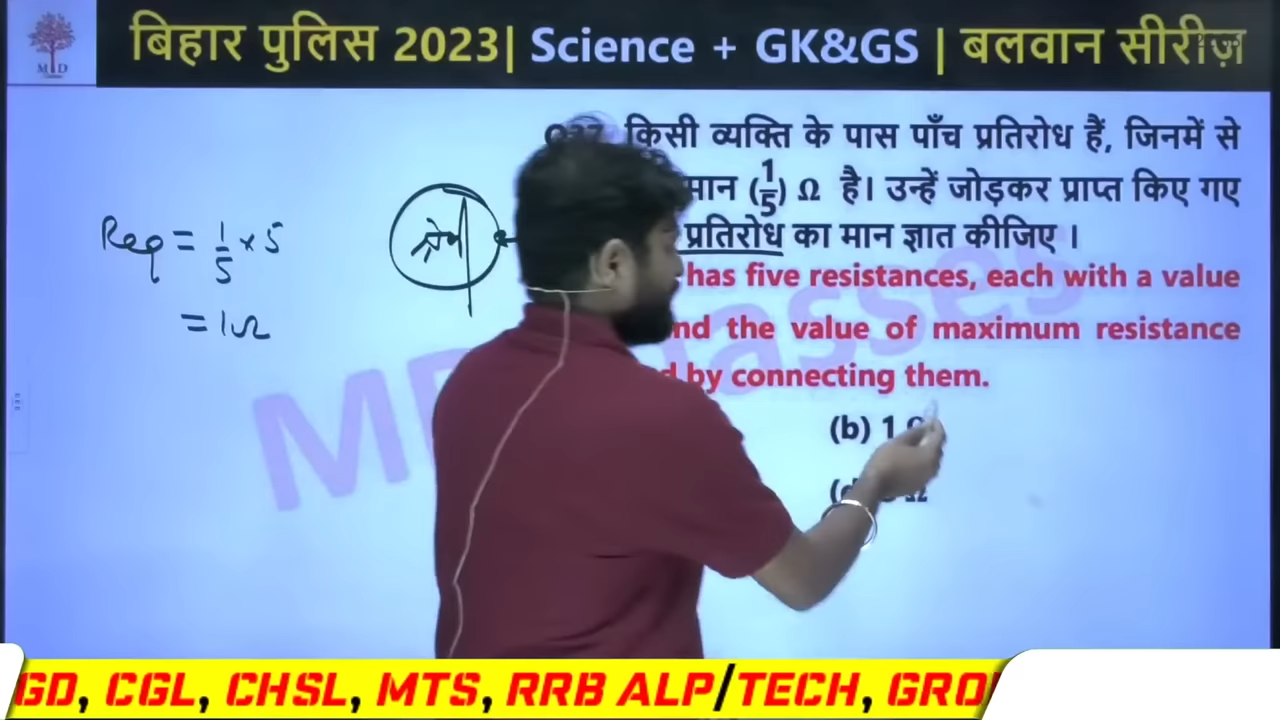 बिहार पुलिस 2023| Science + GK&GS | बलवान सीरीज़
M D
किसी व्यक्ति के पास पाँच प्रतिरोध हैं, जिनमें से
मान (1/5) Ω है। उन्हें जोड़कर प्राप्त किए गए
प्रतिरोध का मान ज्ञात कीजिए ।
has five resistances, each with a value
the value of maximum resistance
by connecting them.
(b) 1
Ω
Req = 1/5 × 5
= 1Ω
GD, CGL, CHSL, MTS, RRB ALP/TECH,